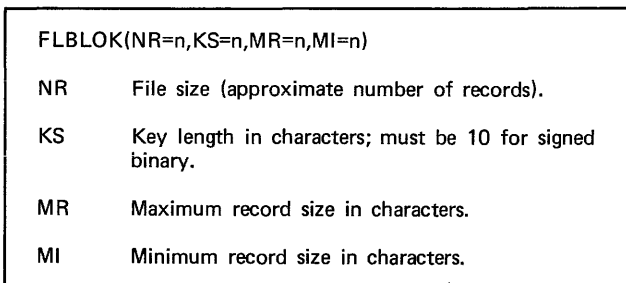 FLBLOK(NR=n,KS=n,MR=n,MI=n)
NR File size (approximate number of records).
KS Key length in characters; must be 10 for signed
binary.
MR Maximum record size in characters.
MI Minimum record size in characters.